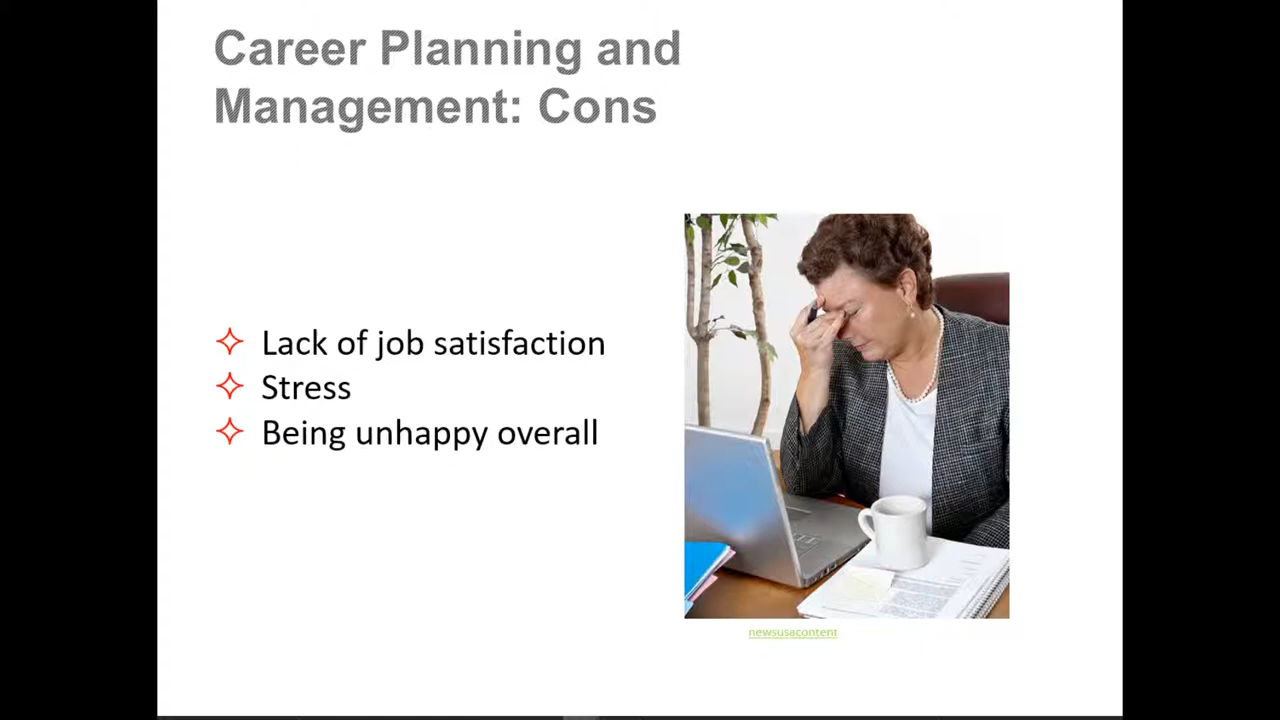 Career Planning and
Management: Cons
Lack of job satisfaction
Stress
Being unhappy overall
newsusacontent